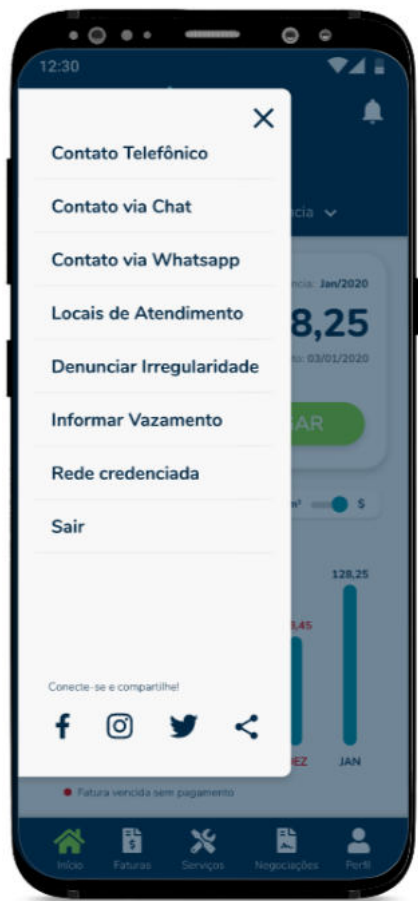 12:30
Contato Telefônico
Contato via Chat
Contato via Whatsapp
Locais de Atendimento
Denunciar Irregularidade
Informar Vazamento
Rede credenciada
Sair
Conecte-se e compartilhe!
Jan/2020
8,25
03/01/2020
$
128,25
JAN
Fatura vencida sem pagamento
Início
Faturas
Serviços
Negociações
Perfil